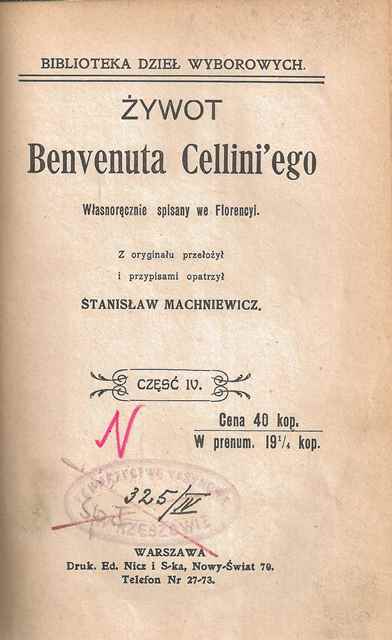 BIBLIOTEKA DZIEŁ WYBOROWYCH.
ŻYWOT
Benvenuta Cellini'ego
Własnoręcznie spisany we Florencyi.
Z oryginału przełożył
i przypisami opatrzył
STANISŁAW MACHNIEWICZ.
CZĘŚĆ IV.
N
Cena 40 kop.
W prenum. 19¼ kop.
325/IV
RZESZOWIE
WARSZAWA
Druk. Ed. Nicz i S-ka, Nowy-Świat 70.
Telefon Nr 27-73.